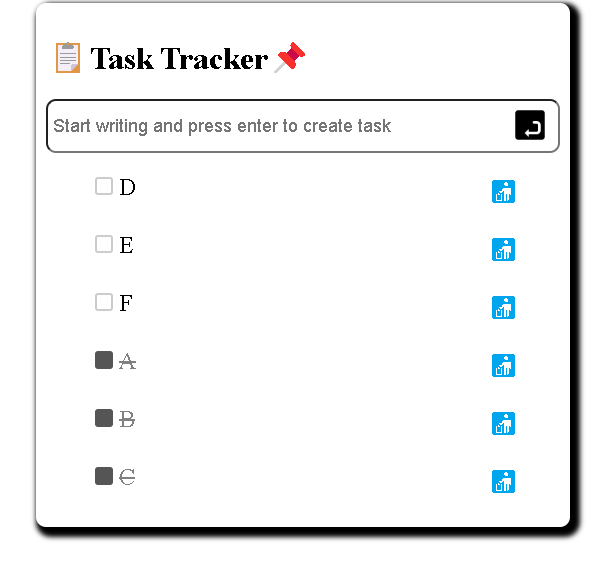 Task Tracker
Start writing and press enter to create task
D
E
F
A
B
C